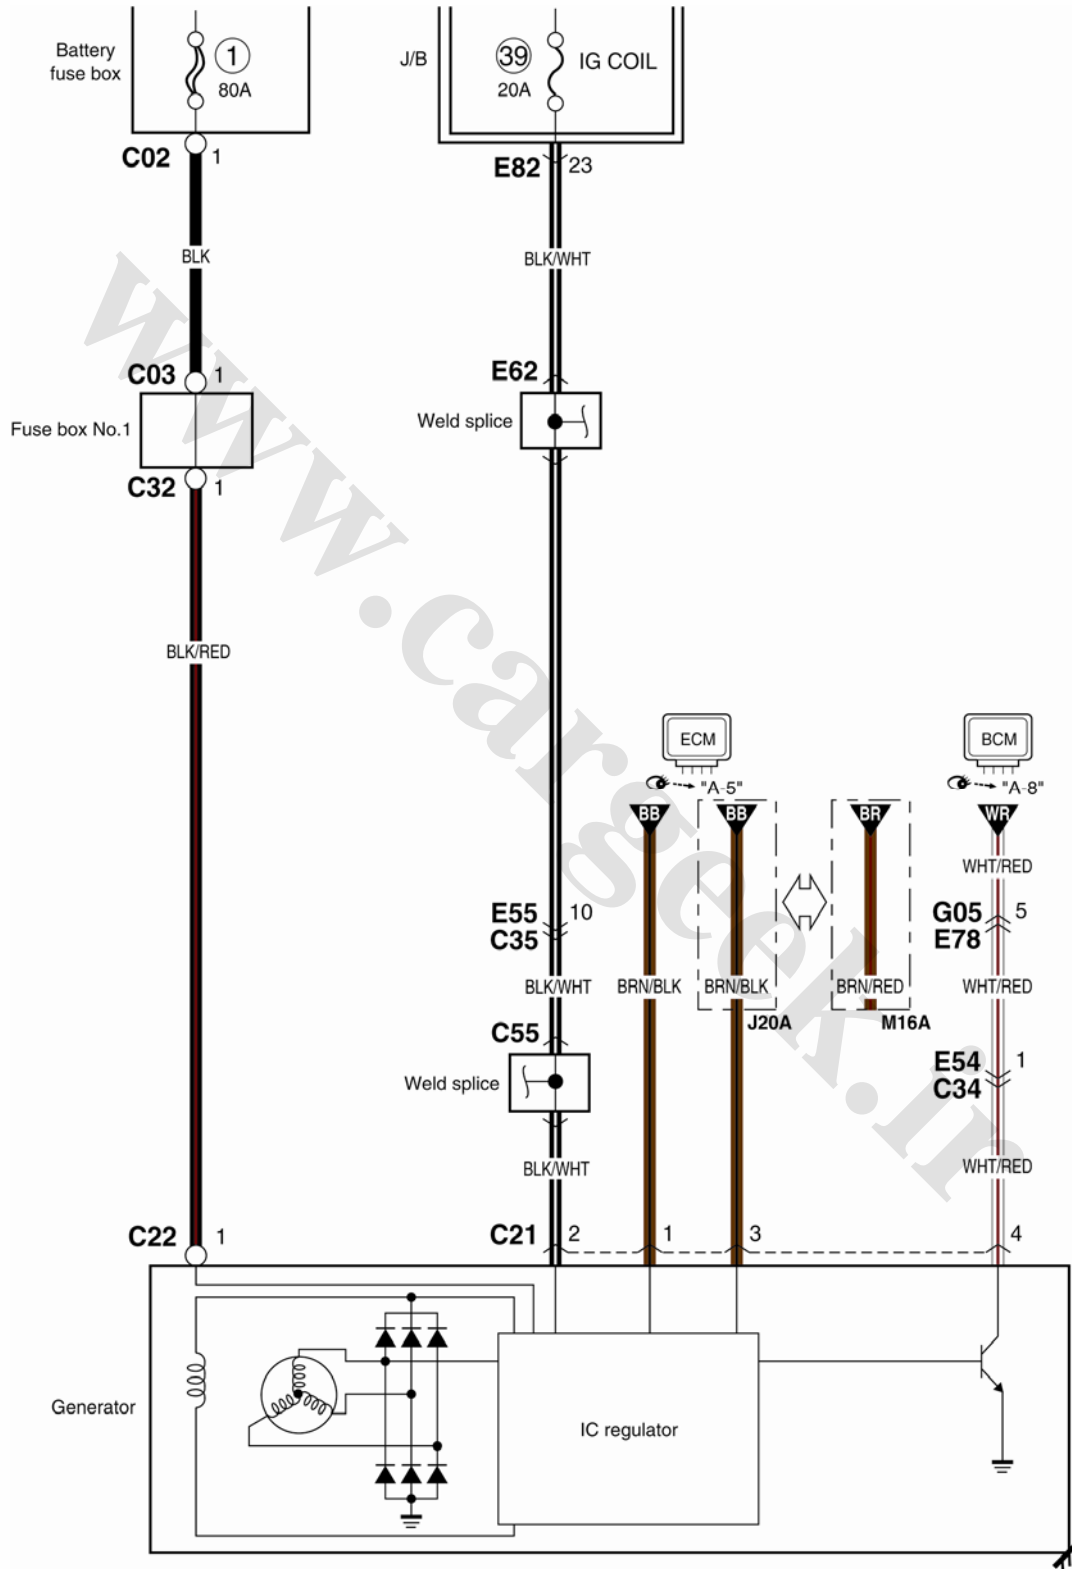 Battery
fuse box
1
80A
J/B
39
20A
IG COIL
C02
1
E82
23
BLK
BLK/WHT
C03
1
E62
Fuse box No.1
Weld splice
C32
1
BLK/RED
ECM
BCM
"A-5"
"A-8"
BB
BB
BR
WR
WHT/RED
E55
10
C35
G05
5
E78
BLK/WHT
BRN/BLK
BRN/BLK
BRN/RED
WHT/RED
J20A
M16A
C55
E54
1
C34
Weld splice
BLK/WHT
WHT/RED
C22
1
C21
2
1
3
4
Generator
IC regulator
www.cargeek.ir